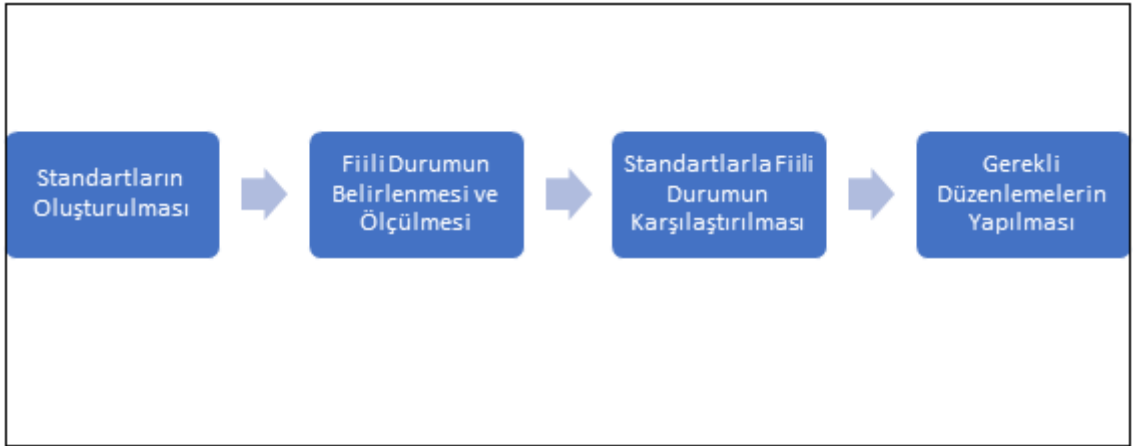 Standartların
Oluşturulması
Fiili Durumun
Belirlenmesi ve
Ölçülmesi
Standartlarla Fiili
Durumun
Karşılaştırılması
Gerekli
Düzenlemelerin
Yapılması